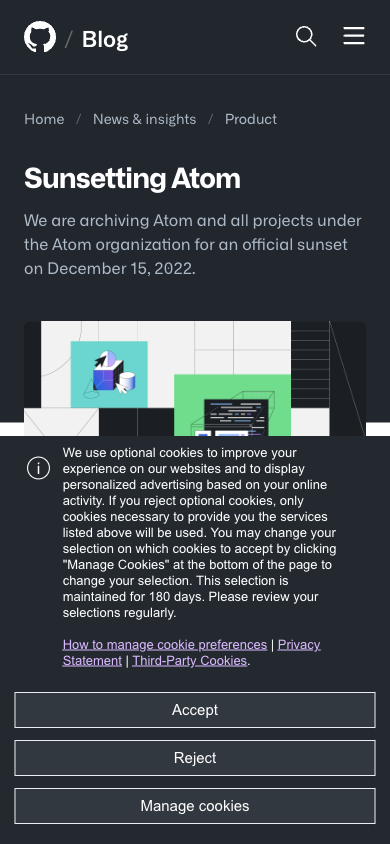 / Blog
Home / News & insights / Product
Sunsetting Atom
We are archiving Atom and all projects under
the Atom organization for an official sunset
on December 15, 2022.
We use optional cookies to improve your
experience on our websites and to display
personalized advertising based on your online
activity. If you reject optional cookies, only
cookies necessary to provide you the services
listed above will be used. You may change your
selection on which cookies to accept by clicking
"Manage Cookies" at the bottom of the page to
change your selection. This selection is
maintained for 180 days. Please review your
selections regularly.
How to manage cookie preferences | Privacy
Statement | Third-Party Cookies.
Accept
Reject
Manage cookies